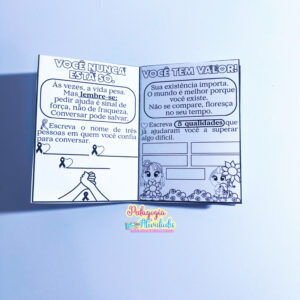 VOCÊ NUNCA
ESTÁ SÓ.
Às vezes, a vida pesa.
Mas lembre-se:
pedir ajuda é sinal de
força, não de fraqueza
Conversar pode salvar.
Escreva o nome de três
pessoas em quem você confia
para conversar.
VOCÊ TEM VALOR!
Sua existência importa.
O mundo é melhor porque
você existe.
Não se compare, floresça
no seu tempo.
Escreva 5 qualidades que
já ajudaram você a superar
algo difícil.
Pedagogia